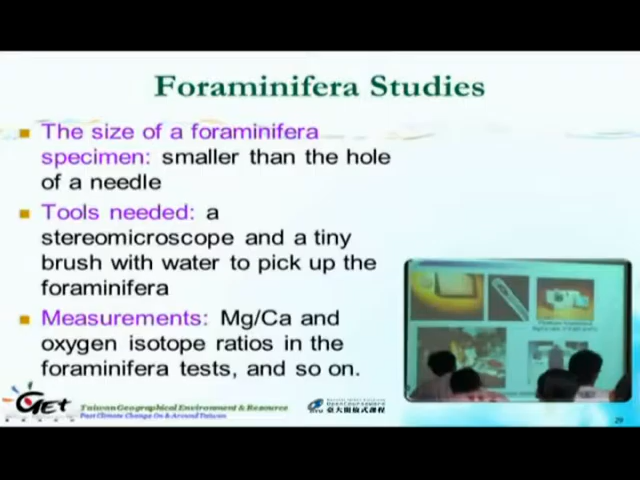 Foraminifera Studies
The size of a foraminifera
specimen: smaller than the hole
of a needle
Tools needed: a
stereomicroscope and a tiny
brush with water to pick up the
foraminifera
Measurements: Mg/Ca and
oxygen isotope ratios in the
foraminifera tests, and so on.
GET
Taiwan Geographical Environment & Resource
Past Climate Change On & Around Taiwan
臺大開放式課程
29